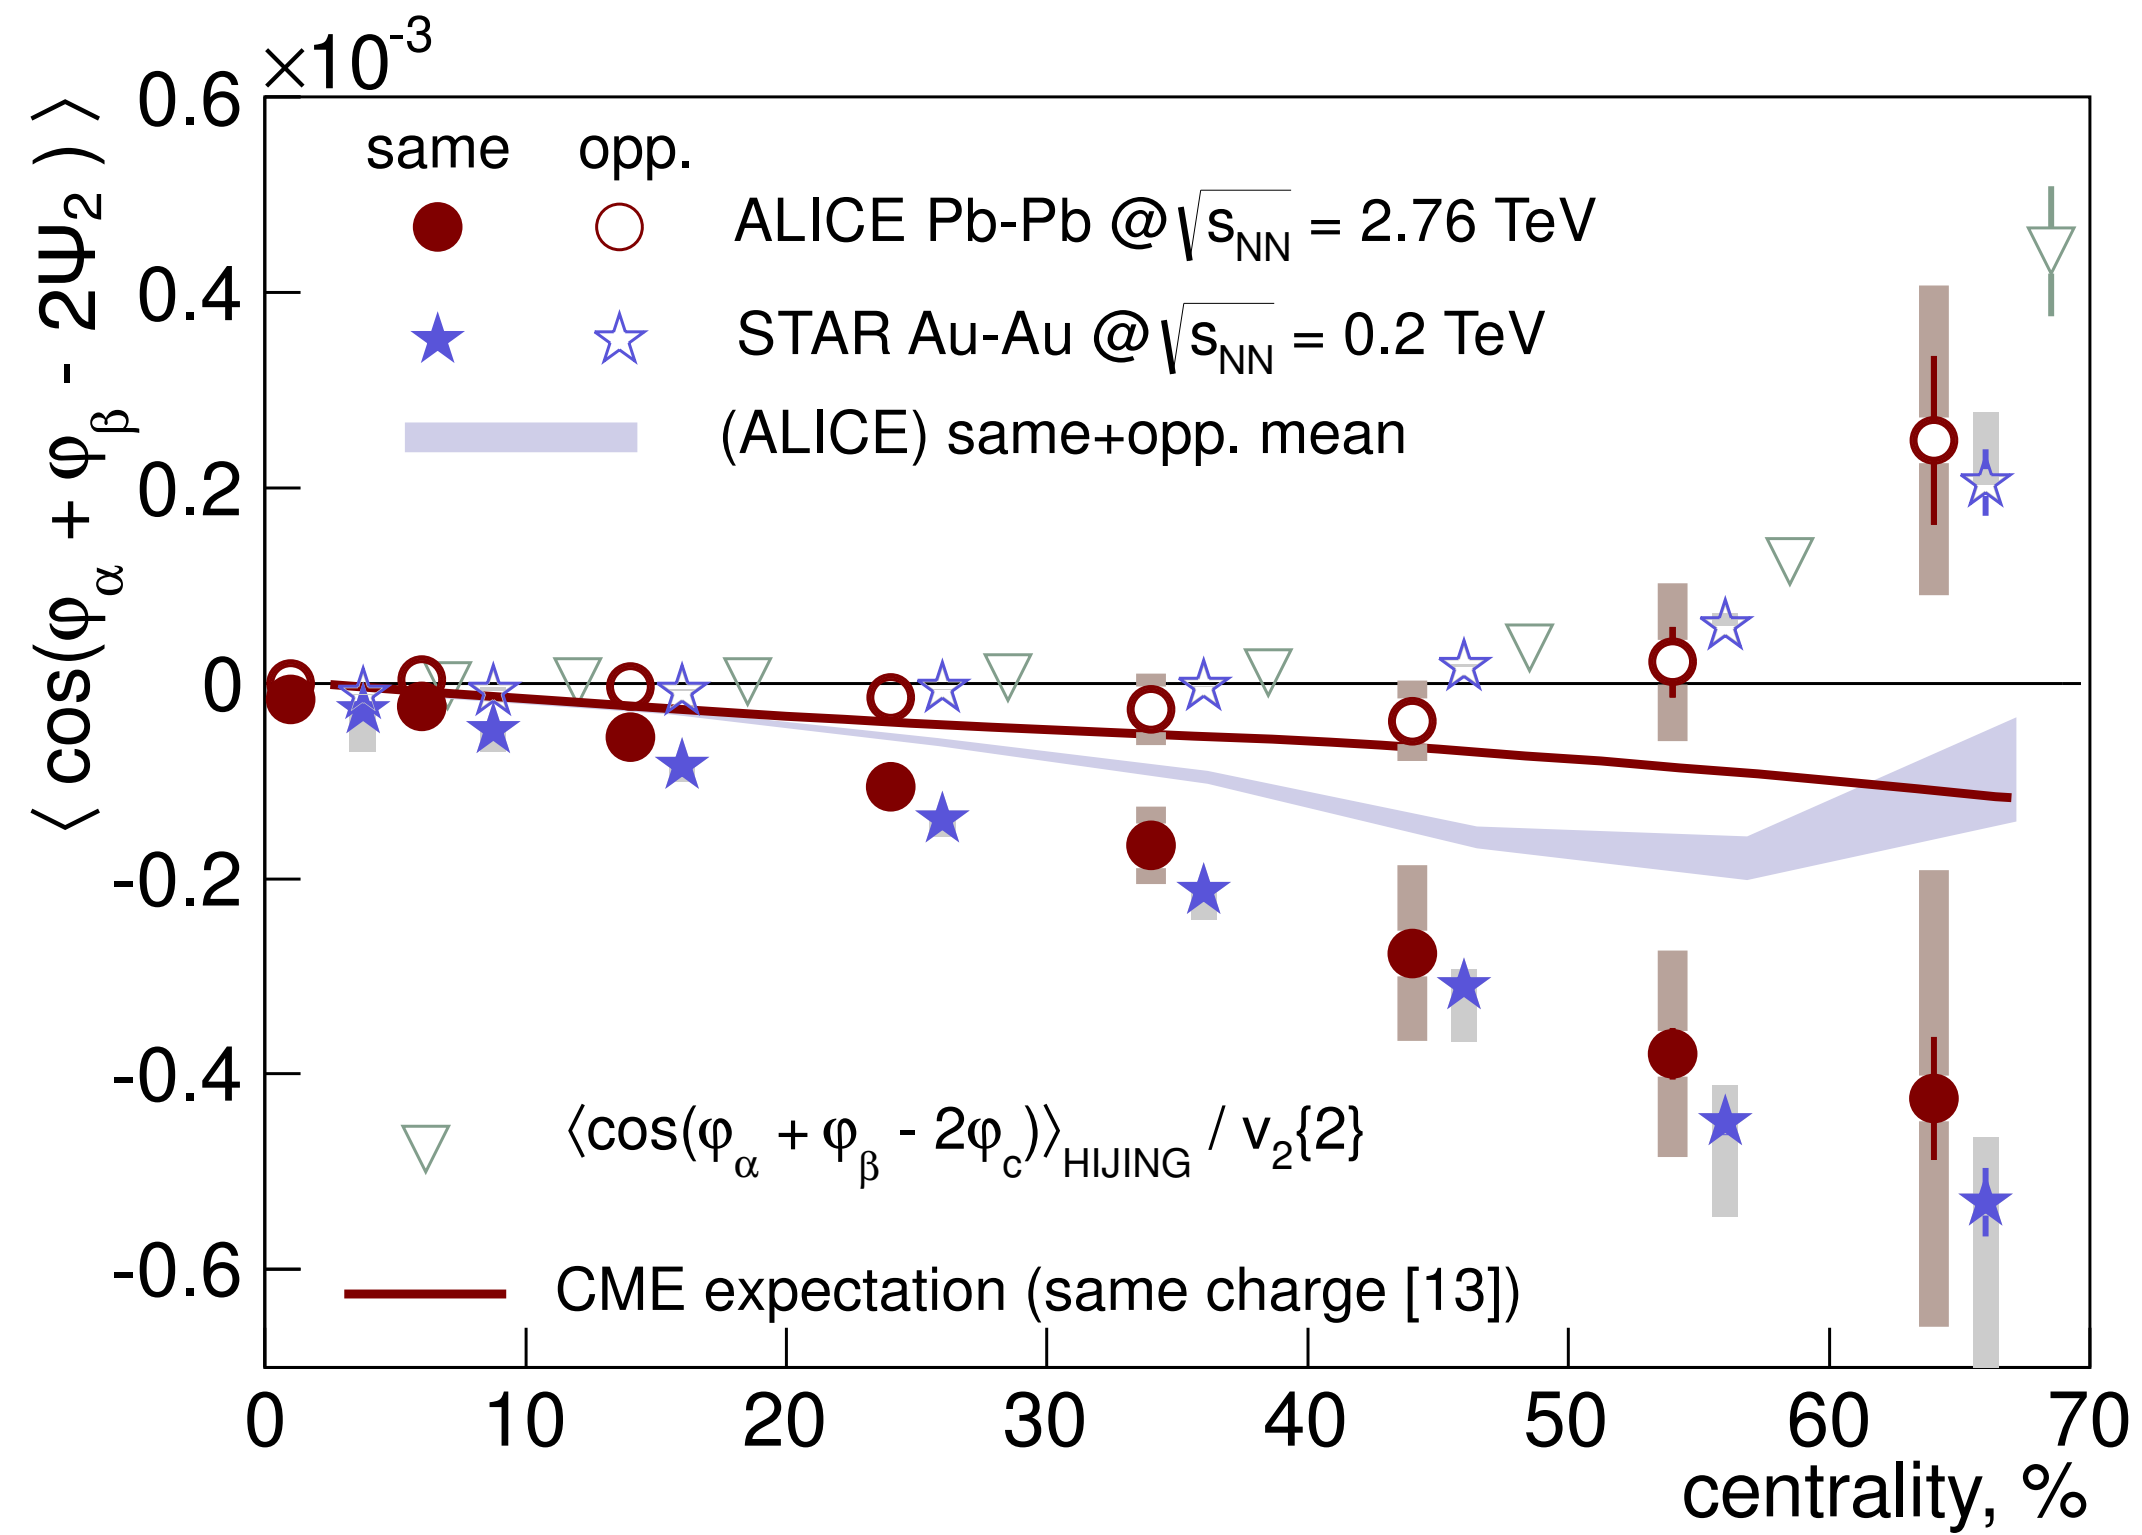 ×10⁻³
⟨ cos(φα + φβ - 2Ψ₂ ) ⟩
0.6
0.4
0.2
0
-0.2
-0.4
-0.6
same opp.
ALICE Pb-Pb @ √sNN = 2.76 TeV
STAR Au-Au @ √sNN = 0.2 TeV
(ALICE) same+opp. mean
⟨cos(φα + φβ - 2φc)⟩HIJING / v₂{2}
CME expectation (same charge [13])
0 10 20 30 40 50 60 70
centrality, %